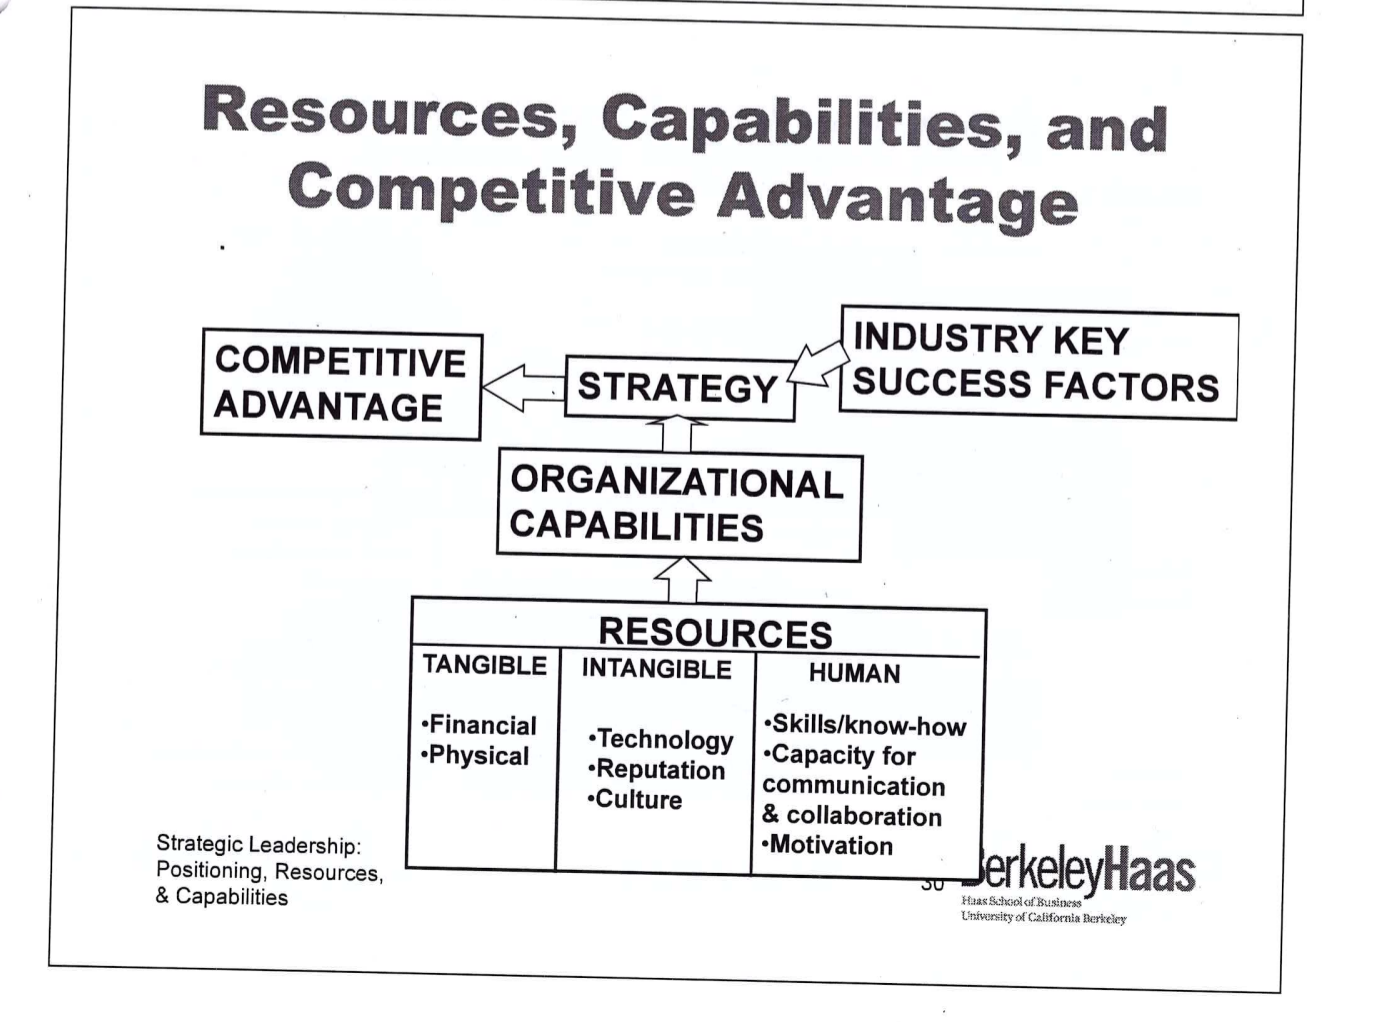 Resources, Capabilities, and
Competitive Advantage
COMPETITIVE
ADVANTAGE
STRATEGY
INDUSTRY KEY
SUCCESS FACTORS
ORGANIZATIONAL
CAPABILITIES
RESOURCES
TANGIBLE
•Financial
•Physical
INTANGIBLE
•Technology
•Reputation
•Culture
HUMAN
•Skills/know-how
•Capacity for
communication
& collaboration
•Motivation
Strategic Leadership:
Positioning, Resources,
& Capabilities
BerkeleyHaas
Haas School of Business
University of California Berkeley